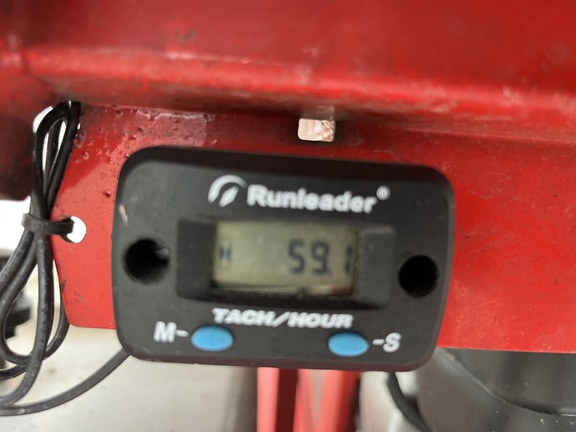 Runleader®
H 59.1
TACH/HOUR
M- -S